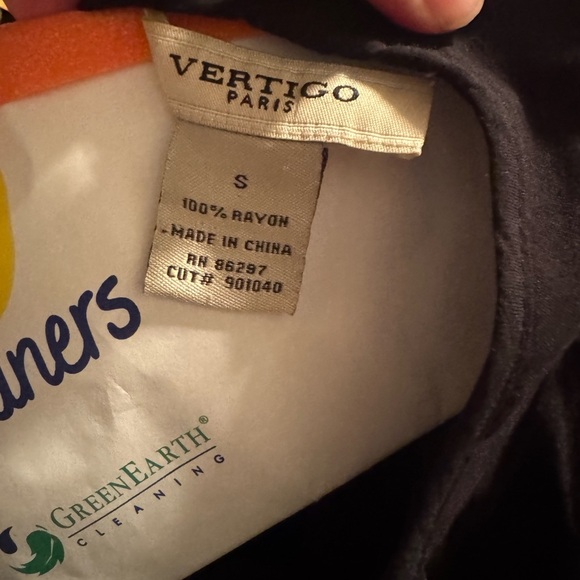 VERTIGO
PARIS
S
100% RAYON
MADE IN CHINA
RN 86297
CUT# 901040
aners
GREENEARTH®
CLEANING